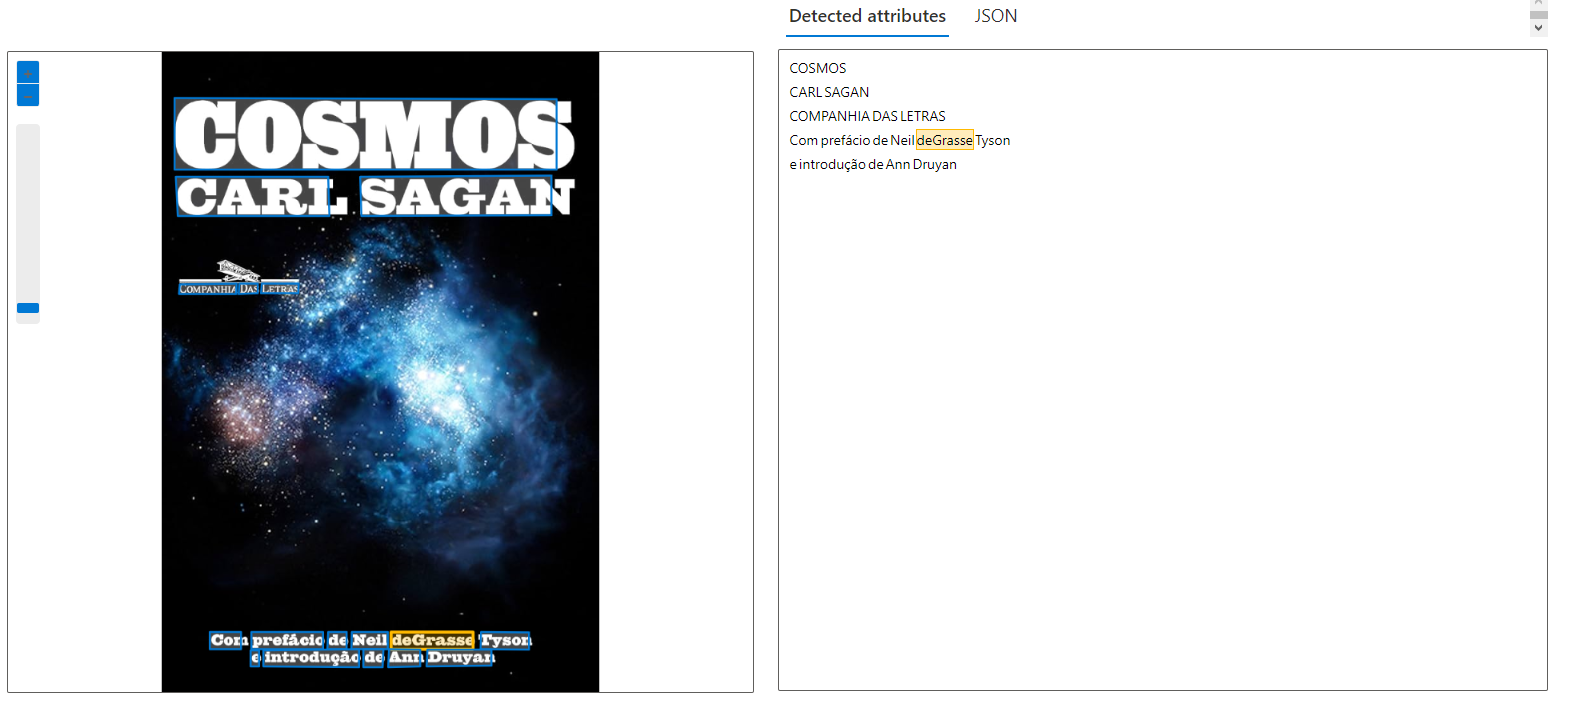 Detected attributes JSON
COSMOS
CARL SAGAN
COMPANHIA DAS LETRAS
Com prefácio de Neil deGrasse Tyson
e introdução de Ann Druyan
COSMOS
CARL SAGAN
COMPANHIA DAS LETRAS
Com prefácio de Neil deGrasse Tyson
e introdução de Ann Druyan